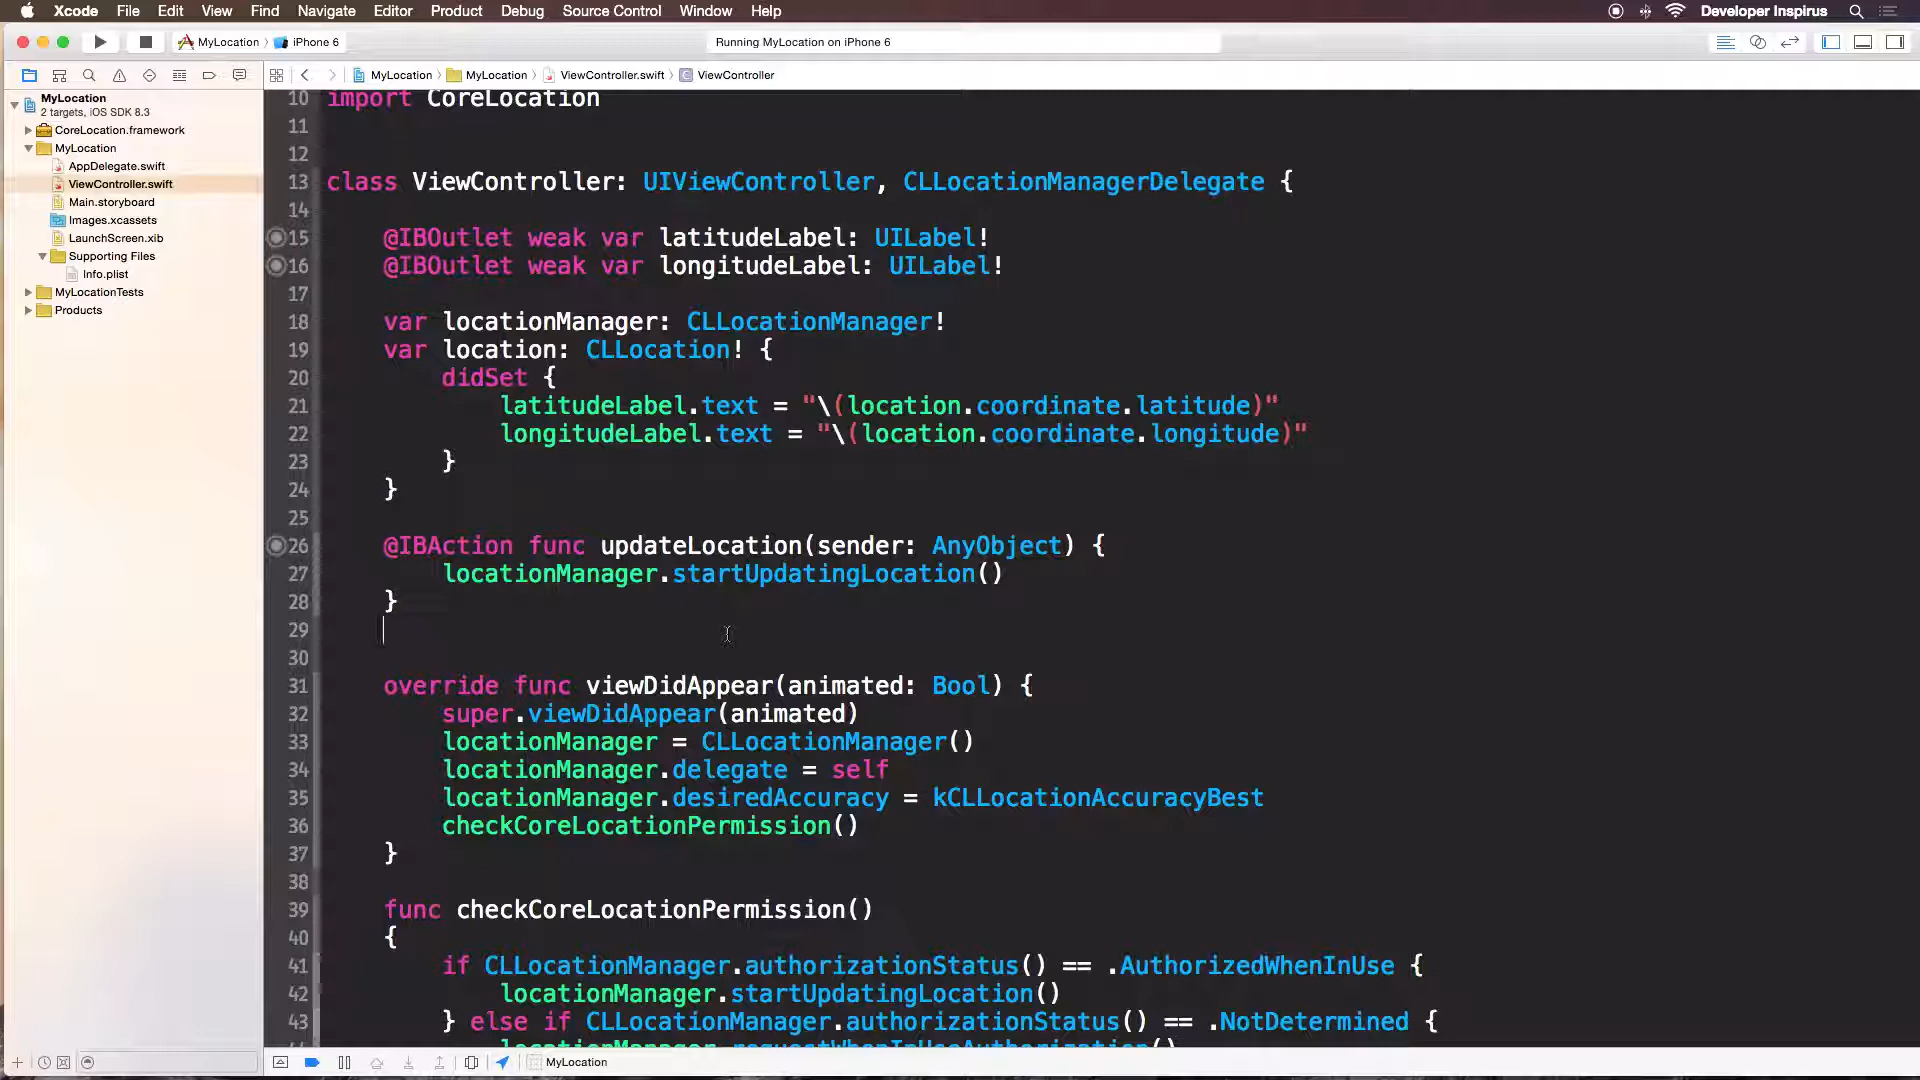 Xcode File Edit View Find Navigate Editor Product Debug Source Control Window Help Developer Inspirus
MyLocation iPhone 6 Running MyLocation on iPhone 6
MyLocation MyLocation ViewController.swift ViewController
MyLocation
2 targets, iOS SDK 8.3
CoreLocation.framework
MyLocation
AppDelegate.swift
ViewController.swift
Main.storyboard
Images.xcassets
LaunchScreen.xib
Supporting Files
Info.plist
MyLocationTests
Products
10 import CoreLocation
11
12
13 class ViewController: UIViewController, CLLocationManagerDelegate {
14
15 @IBOutlet weak var latitudeLabel: UILabel!
16 @IBOutlet weak var longitudeLabel: UILabel!
17
18 var locationManager: CLLocationManager!
19 var location: CLLocation! {
20 didSet {
21 latitudeLabel.text = "\(location.coordinate.latitude)"
22 longitudeLabel.text = "\(location.coordinate.longitude)"
23 }
24 }
25
26 @IBAction func updateLocation(sender: AnyObject) {
27 locationManager.startUpdatingLocation()
28 }
29
30
31 override func viewDidAppear(animated: Bool) {
32 super.viewDidAppear(animated)
33 locationManager = CLLocationManager()
34 locationManager.delegate = self
35 locationManager.desiredAccuracy = kCLLocationAccuracyBest
36 checkCoreLocationPermission()
37 }
38
39 func checkCoreLocationPermission()
40 {
41 if CLLocationManager.authorizationStatus() == .AuthorizedWhenInUse {
42 locationManager.startUpdatingLocation()
43 } else if CLLocationManager.authorizationStatus() == .NotDetermined {
locationManager.requestWhenInUseAuthorization()
MyLocation